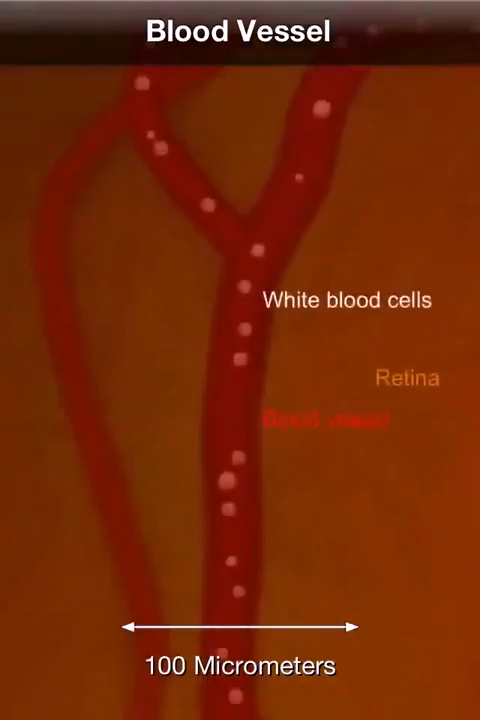 Blood Vessel
White blood cells
Retina
Blood vessel
100 Micrometers